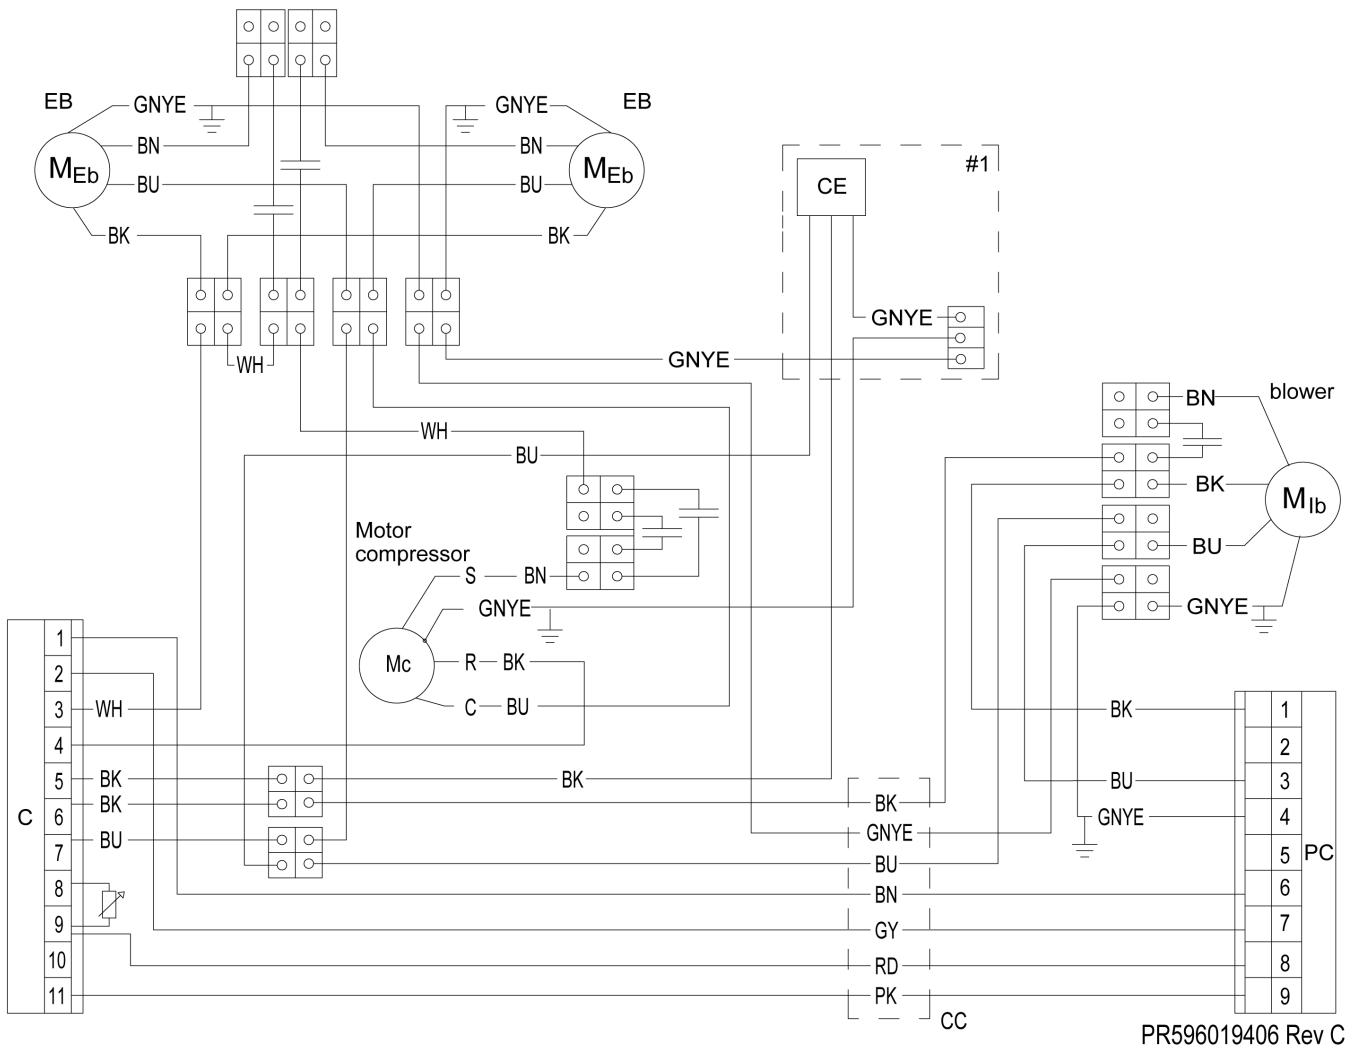 EB
GNYE
GNYE
EB
BN
BN
MEb
BU
BU
MEb
BK
BK
#1
CE
GNYE
WH
GNYE
WH
BU
BN
blower
BK
MIb
BU
GNYE
Motor
compressor
S
BN
GNYE
Mc
R
BK
C
BU
C
1
2
3
WH
4
5
BK
6
BK
7
BU
8
9
10
11
BK
BK
GNYE
BU
BN
GY
RD
PK
CC
BK
BU
GNYE
1
2
3
4
5
6
7
8
9
PC
PR596019406 Rev C